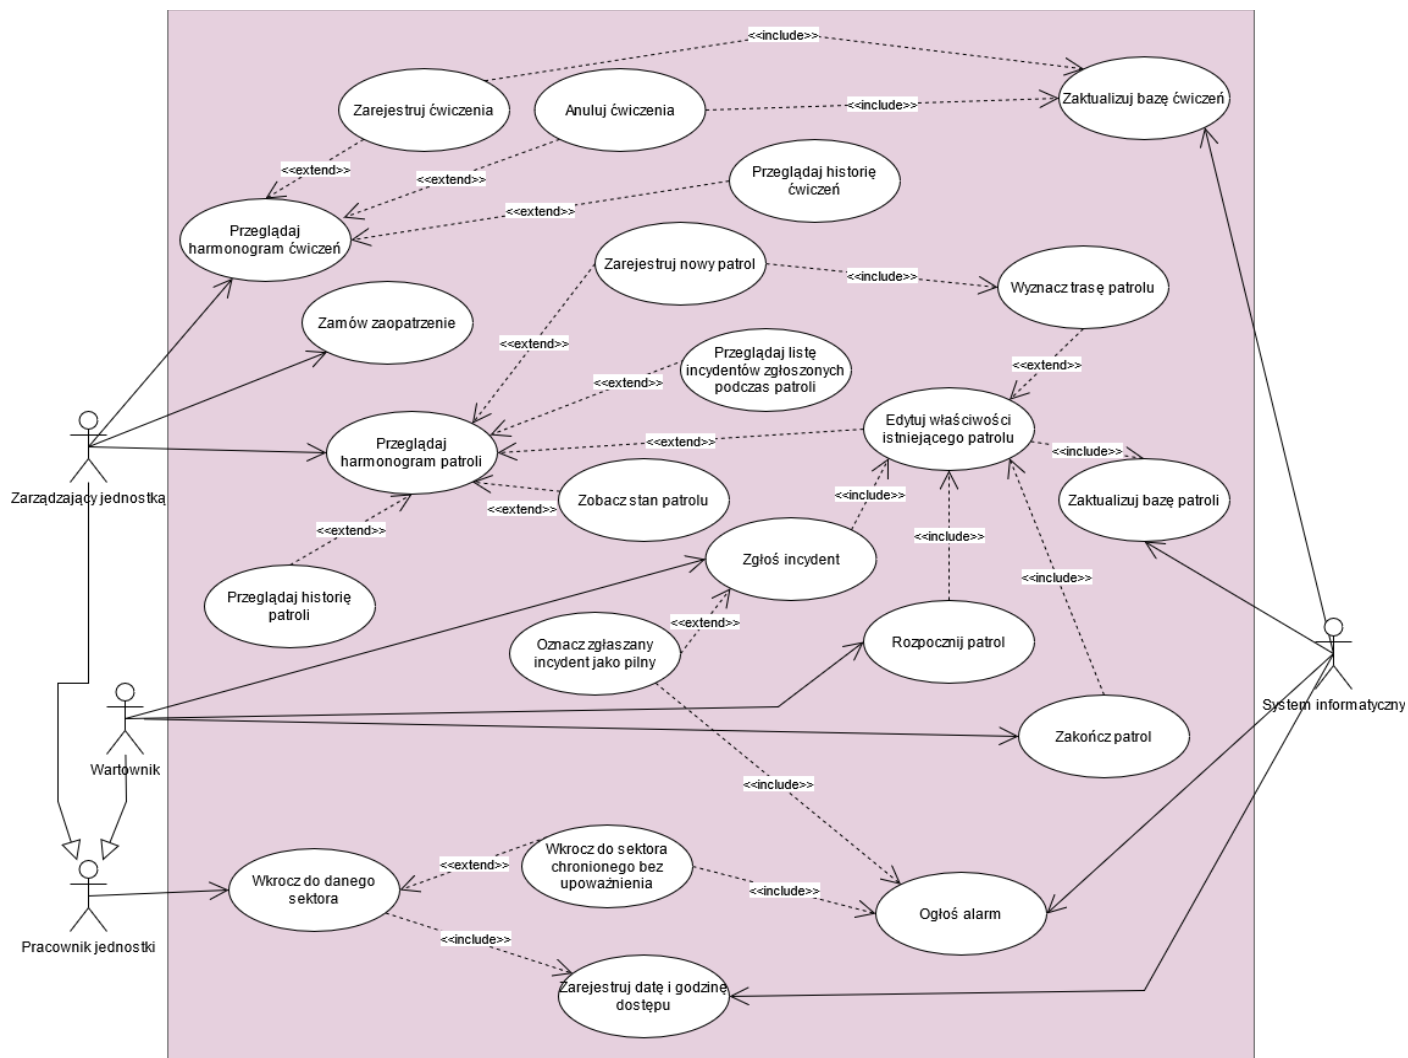 <<include>>
Zarejestruj ćwiczenia
Anuluj ćwiczenia
<<include>>
Zaktualizuj bazę ćwiczeń
<<extend>>
<<extend>>
Przeglądaj historię
ćwiczeń
<<extend>>
Przeglądaj
harmonogram ćwiczeń
Zarejestruj nowy patrol
<<include>>
Wyznacz trasę patrolu
Zamów zaopatrzenie
<<extend>>
Przeglądaj listę
incydentów zgłoszonych
podczas patroli
<<extend>>
<<extend>>
Edytuj właściwości
istniejącego patrolu
<<extend>>
<<include>>
Przeglądaj
harmonogram patroli
Zarządzający jednostką
Zobacz stan patrolu
<<extend>>
<<include>>
Zaktualizuj bazę patroli
<<extend>>
<<include>>
Zgłoś incydent
<<include>>
Przeglądaj historię
patroli
<<extend>>
Oznacz zgłaszany
incydent jako pilny
Rozpocznij patrol
System informatyczny
Zakończ patrol
Wartownik
<<include>>
Wkrocz do danego
sektora
<<extend>>
Wkrocz do sektora
chronionego bez
upoważnienia
<<include>>
Ogłoś alarm
Pracownik jednostki
<<include>>
Zarejestruj datę i godzinę
dostępu